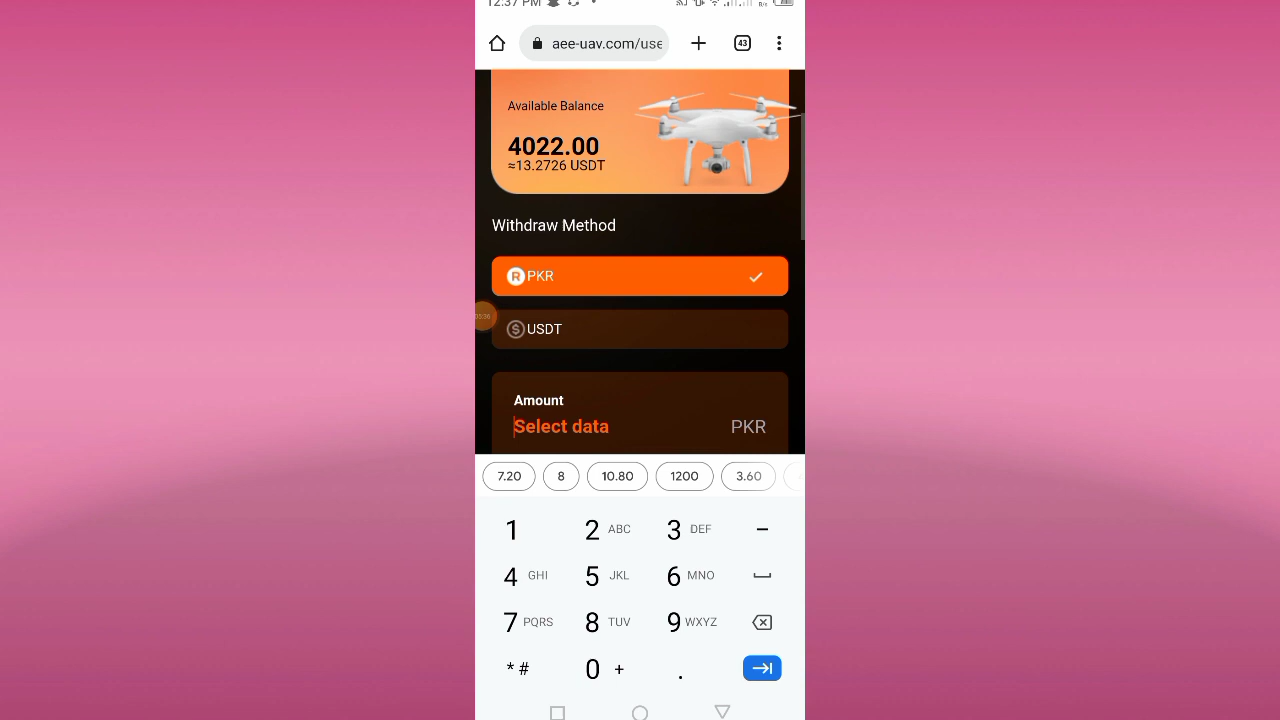 12:37 PM
43
aee-uav.com/use
Available Balance
4022.00
≈13.2726 USDT
Withdraw Method
R PKR
$ USDT
05:36
Amount
Select data PKR
7.20 8 10.80 1200 3.60
1 2 ABC 3 DEF -
4 GHI 5 JKL 6 MNO
7 PQRS 8 TUV 9 WXYZ
* # 0 + .